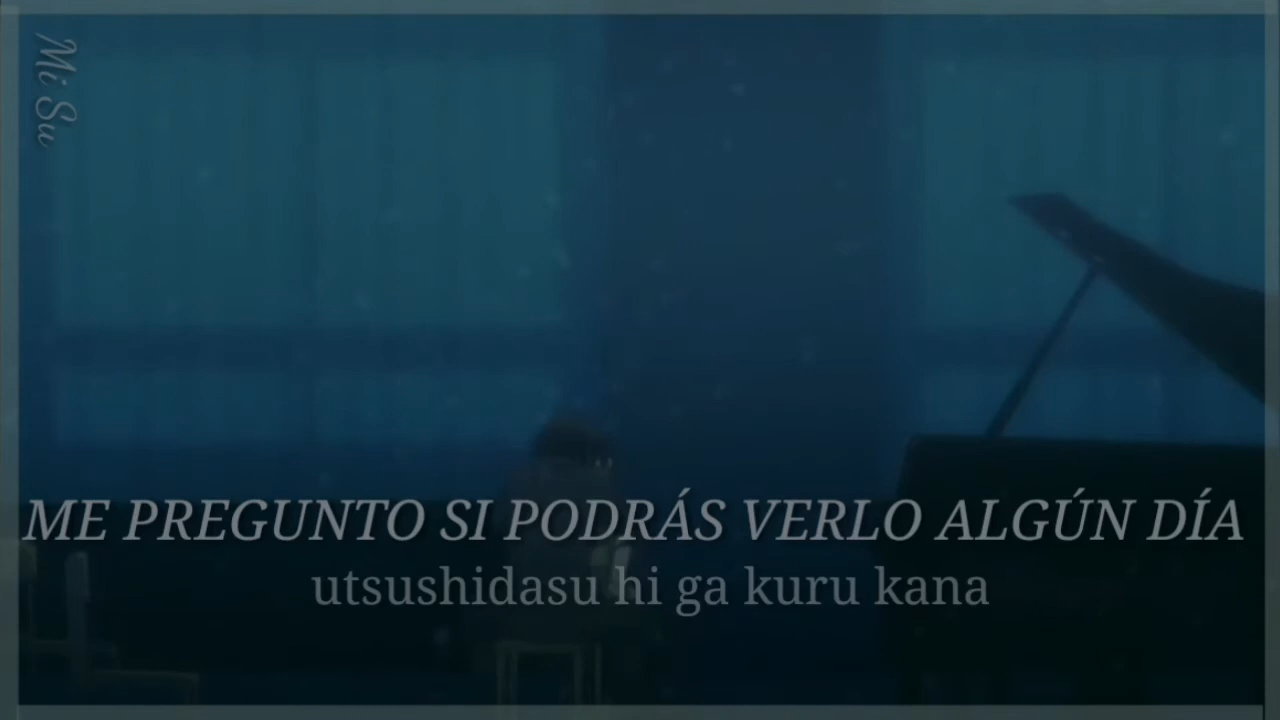 Mi Su
ME PREGUNTO SI PODRÁS VERLO ALGÚN DÍA
utsushidasu hi ga kuru kana